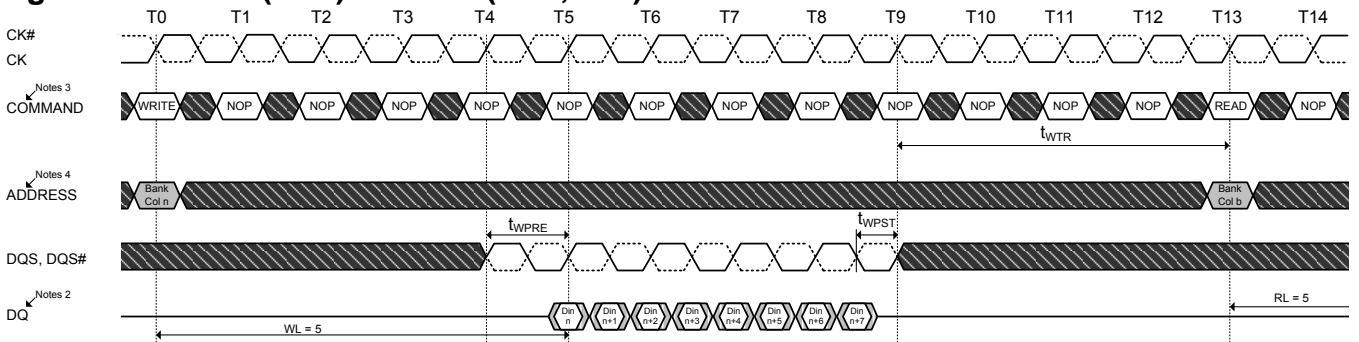 T0 T1 T2 T3 T4 T5 T6 T7 T8 T9 T10 T11 T12 T13 T14
CK#
CK
Notes 3
COMMAND
WRITE NOP NOP NOP NOP NOP NOP NOP NOP NOP NOP NOP NOP READ NOP
tWTR
Notes 4
ADDRESS
Bank
Col n
Bank
Col b
tWPRE
tWPST
DQS, DQS#
Notes 2
DQ
Din
n
Din
n+1
Din
n+2
Din
n+3
Din
n+4
Din
n+5
Din
n+6
Din
n+7
WL = 5
RL = 5